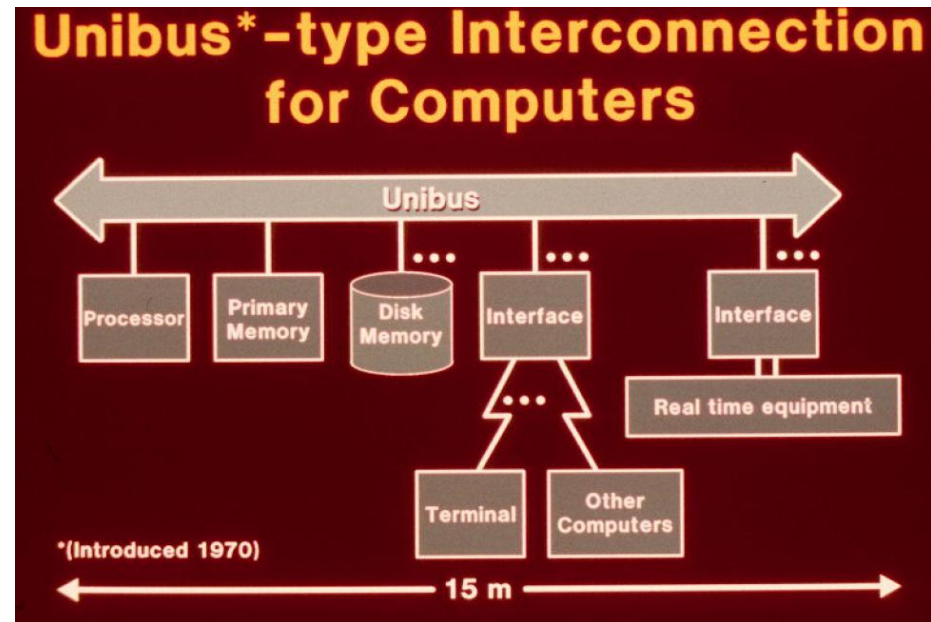 Unibus*-type Interconnection
for Computers
Unibus
Processor
Primary
Memory
Disk
Memory
Interface
Interface
Real time equipment
Terminal
Other
Computers
*(Introduced 1970)
15 m